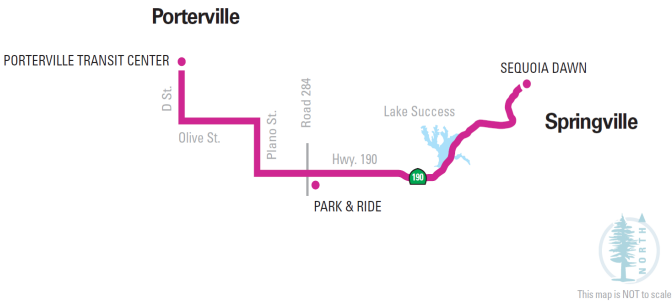 Porterville
PORTERVILLE TRANSIT CENTER
SEQUOIA DAWN
D St.
Road 284
Lake Success
Plano St.
Springville
Olive St.
Hwy. 190
190
PARK & RIDE
NORTH
This map is NOT to scale